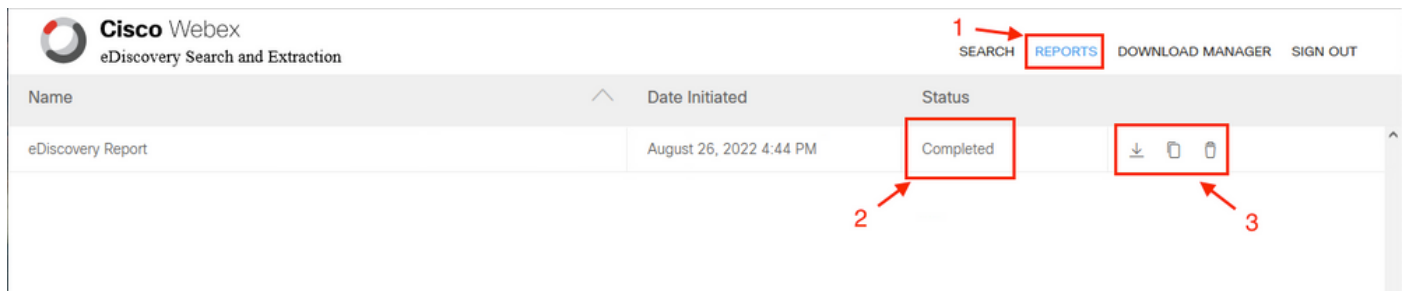 Cisco Webex
eDiscovery Search and Extraction
1
SEARCH REPORTS DOWNLOAD MANAGER SIGN OUT
Name Date Initiated Status
eDiscovery Report August 26, 2022 4:44 PM Completed
2
3